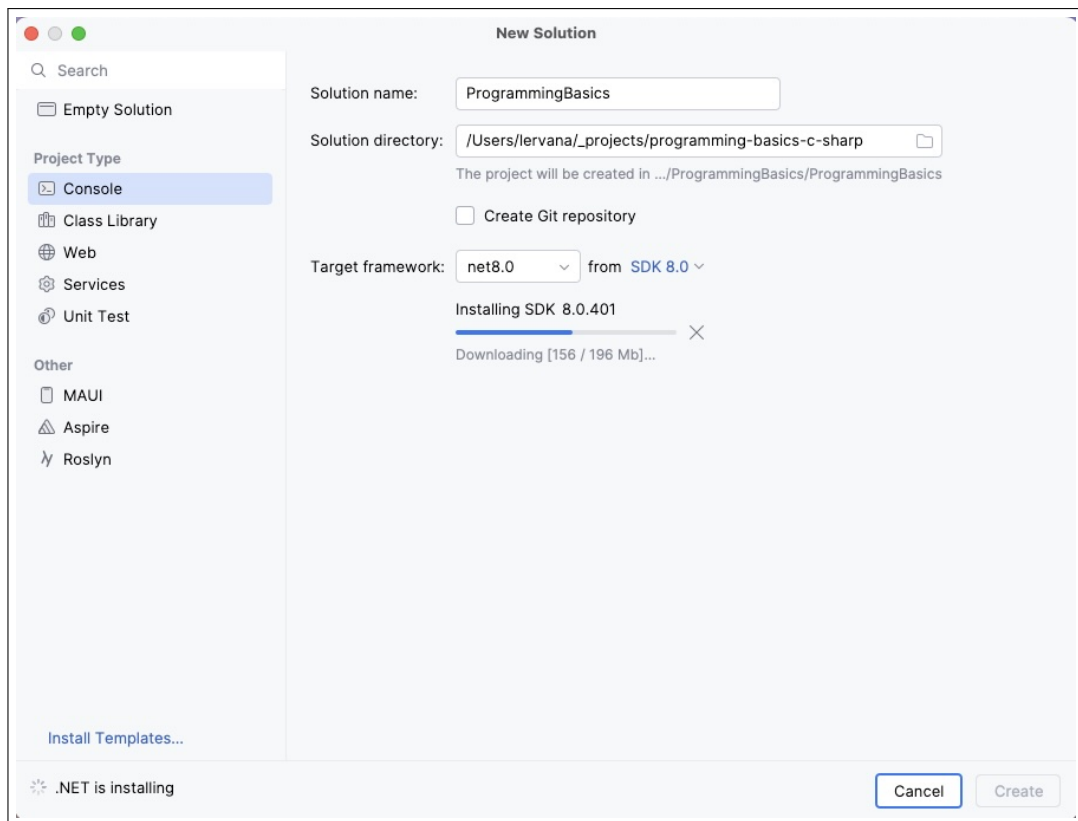 New Solution
Search
Empty Solution
Project Type
Console
Class Library
Web
Services
Unit Test
Other
MAUI
Aspire
Roslyn
Install Templates...
Solution name: ProgrammingBasics
Solution directory: /Users/lervana/_projects/programming-basics-c-sharp
The project will be created in .../ProgrammingBasics/ProgrammingBasics
Create Git repository
Target framework: net8.0 from SDK 8.0
Installing SDK 8.0.401
Downloading [156 / 196 Mb]...
.NET is installing
Cancel Create